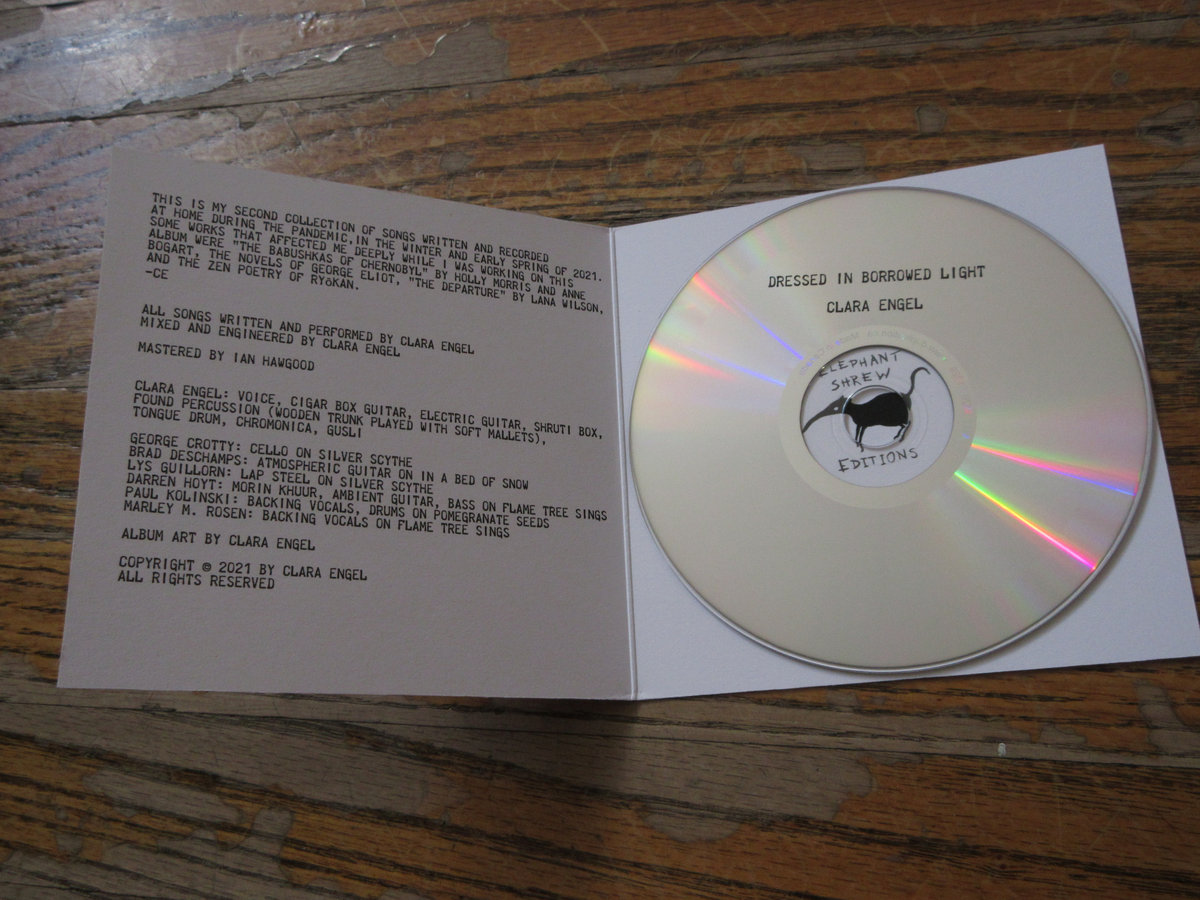 THIS IS MY SECOND COLLECTION OF SONGS WRITTEN AND RECORDED
AT HOME DURING THE PANDEMIC,IN THE WINTER AND EARLY SPRING OF 2021.
SOME WORKS THAT AFFECTED ME DEEPLY WHILE I WAS WORKING ON THIS
ALBUM WERE "THE BABUSHKAS OF CHERNOBYL" BY HOLLY MORRIS AND ANNE
BOGART, THE NOVELS OF GEORGE ELIOT, "THE DEPARTURE" BY LANA WILSON,
AND THE ZEN POETRY OF RYōKAN.
-CE
ALL SONGS WRITTEN AND PERFORMED BY CLARA ENGEL
MIXED AND ENGINEERED BY CLARA ENGEL
MASTERED BY IAN HAWGOOD
CLARA ENGEL: VOICE, CIGAR BOX GUITAR, ELECTRIC GUITAR, SHRUTI BOX,
FOUND PERCUSSION (WOODEN TRUNK PLAYED WITH SOFT MALLETS),
TONGUE DRUM, CHROMONICA, GUSLI
GEORGE CROTTY: CELLO ON SILVER SCYTHE
BRAD DESCHAMPS: ATMOSPHERIC GUITAR ON IN A BED OF SNOW
LYS GUILLORN: LAP STEEL ON SILVER SCYTHE
DARREN HOYT: MORIN KHUUR, AMBIENT GUITAR, BASS ON FLAME TREE SINGS
PAUL KOLINSKI: BACKING VOCALS, DRUMS ON POMEGRANATE SEEDS
MARLEY M. ROSEN: BACKING VOCALS ON FLAME TREE SINGS
ALBUM ART BY CLARA ENGEL
COPYRIGHT © 2021 BY CLARA ENGEL
ALL RIGHTS RESERVED
DRESSED IN BORROWED LIGHT
CLARA ENGEL
ELEPHANT
SHREW
EDITIONS